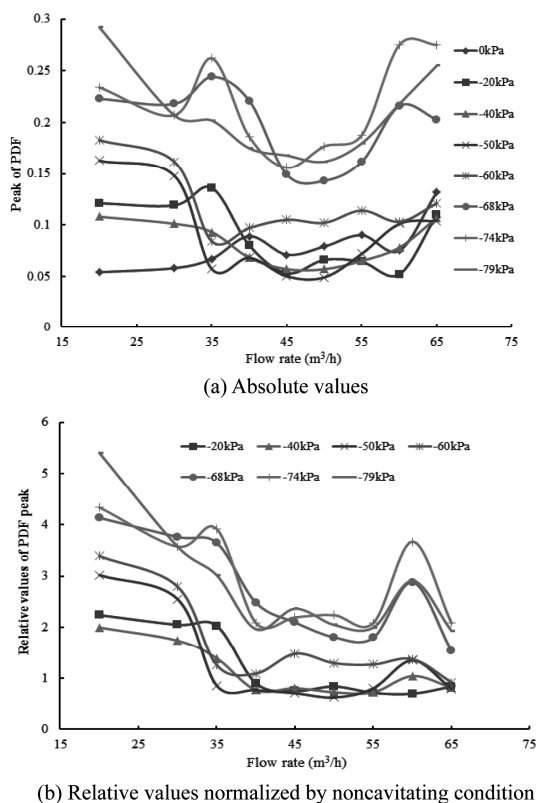 0.3
0.25
0.2
0.15
0.1
0.05
0
Peak of PDF
15 25 35 45 55 65 75
Flow rate (m³/h)
0kPa
-20kPa
-40kPa
-50kPa
-60kPa
-68kPa
-74kPa
-79kPa
(a) Absolute values
6
5
4
3
2
1
0
Relative values of PDF peak
-20kPa -40kPa -50kPa -60kPa
-68kPa -74kPa -79kPa
15 25 35 45 55 65 75
Flow rate (m³/h)
(b) Relative values normalized by noncavitating condition